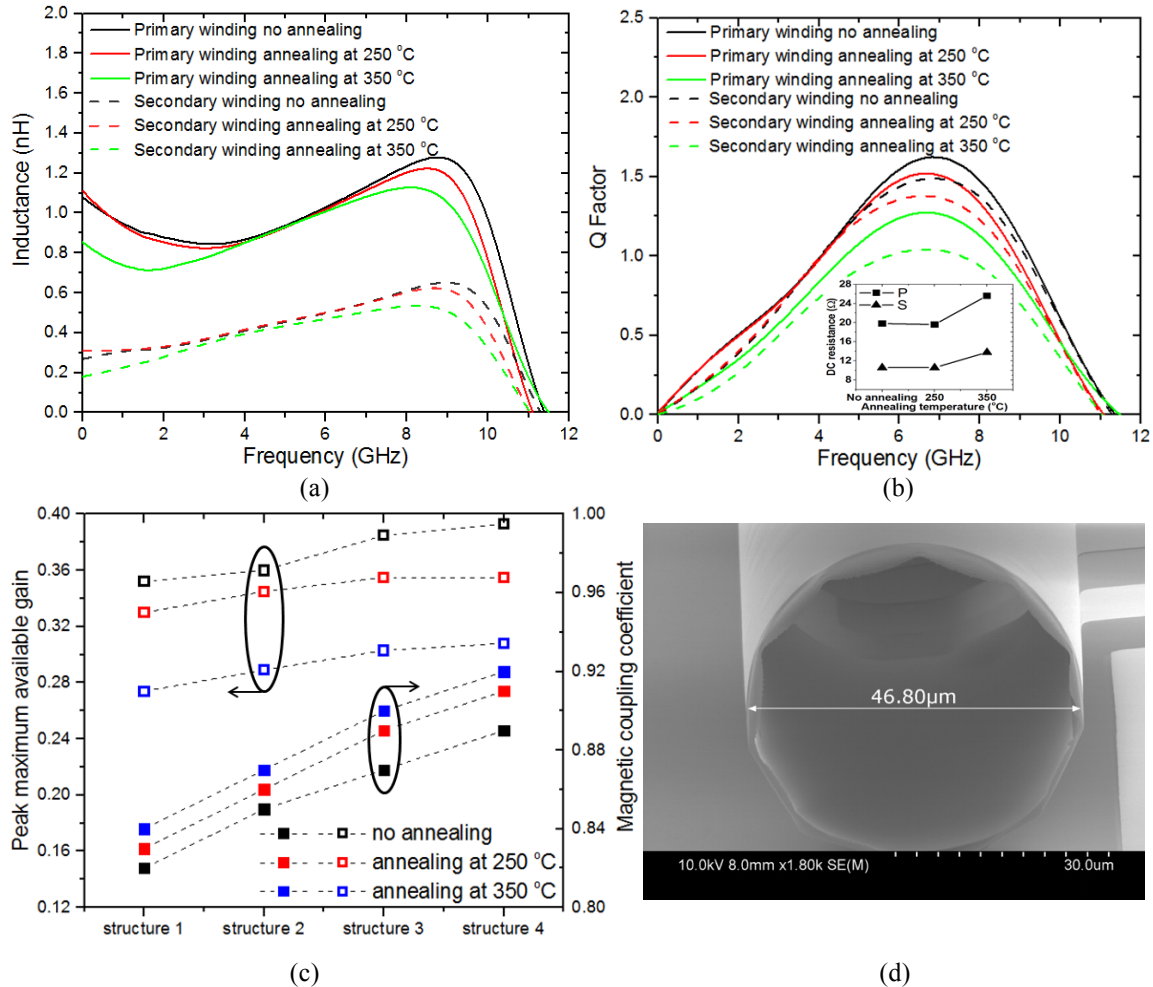 Primary winding no annealing
Primary winding annealing at 250 °C
Primary winding annealing at 350 °C
Secondary winding no annealing
Secondary winding annealing at 250 °C
Secondary winding annealing at 350 °C
Inductance (nH)
2.0
1.8
1.6
1.4
1.2
1.0
0.8
0.6
0.4
0.2
0.0
0 2 4 6 8 10 12
Frequency (GHz)
(a)
Primary winding no annealing
Primary winding annealing at 250 °C
Primary winding annealing at 350 °C
Secondary winding no annealing
Secondary winding annealing at 250 °C
Secondary winding annealing at 350 °C
Q Factor
2.5
2.0
1.5
1.0
0.5
0.0
P
S
DC resistance (Ω)
28
24
20
16
12
8
No annealing 250 350
Annealing temperature (°C)
0 2 4 6 8 10 12
Frequency (GHz)
(b)
Peak maximum available gain
0.40
0.36
0.32
0.28
0.24
0.20
0.16
0.12
1.00
0.96
0.92
0.88
0.84
0.80
Magnetic coupling coefficient
no annealing
annealing at 250 °C
annealing at 350 °C
structure 1 structure 2 structure 3 structure 4
(c)
46.80µm
10.0kV 8.0mm x1.80k SE(M) 30.0um
(d)